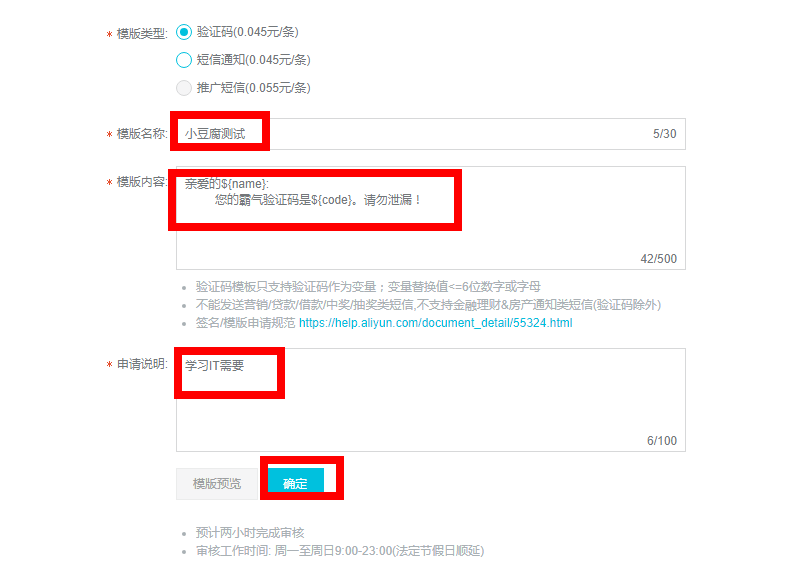 * 模版类型: 验证码(0.045元/条)
短信通知(0.045元/条)
推广短信(0.055元/条)
* 模版名称: 小豆腐测试 5/30
* 模版内容: 亲爱的${name}:
您的霸气验证码是${code}。请勿泄漏！
42/500
验证码模板只支持验证码作为变量；变量替换值<=6位数字或字母
不能发送营销/贷款/借款/中奖/抽奖类短信,不支持金融理财&房产通知类短信(验证码除外)
签名/模版申请规范 https://help.aliyun.com/document_detail/55324.html
* 申请说明: 学习IT需要
6/100
模版预览 确定
预计两小时完成审核
审核工作时间: 周一至周日9:00-23:00(法定节假日顺延)